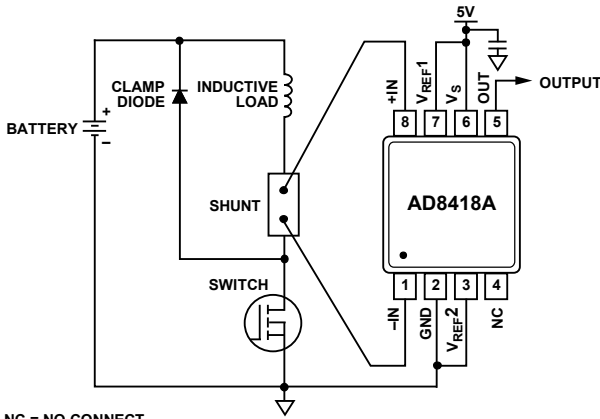 5V
CLAMP
DIODE
INDUCTIVE
LOAD
BATTERY
+
–
+IN
VREF1
VS
OUT
OUTPUT
8
7
6
5
SHUNT
AD8418A
SWITCH
1
2
3
4
–IN
GND
VREF2
NC
NC = NO CONNECT